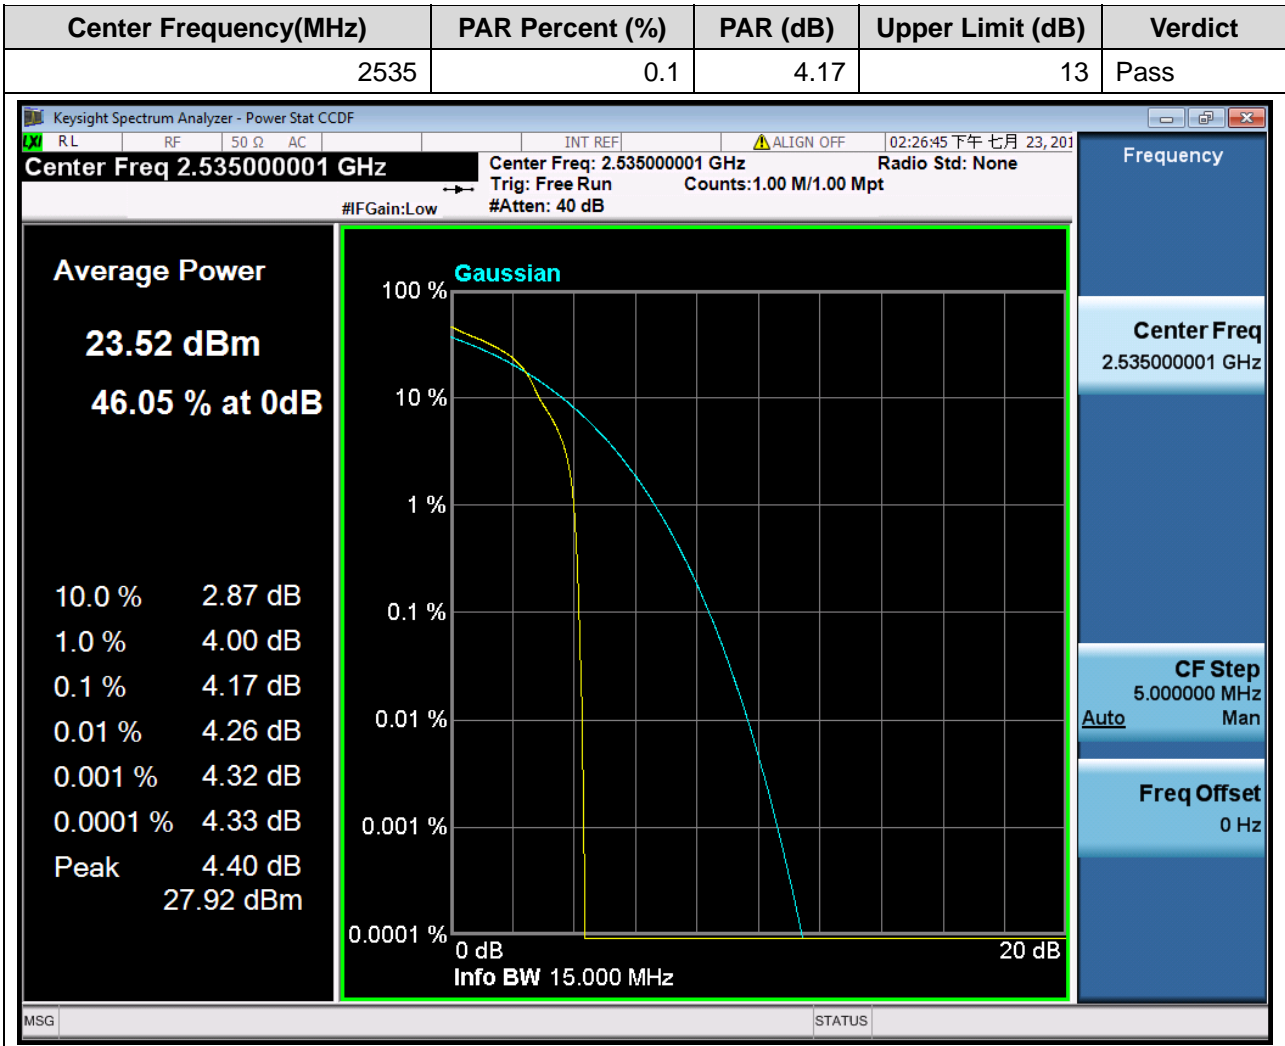 Center Frequency(MHz) PAR Percent (%) PAR (dB) Upper Limit (dB) Verdict
2535 0.1 4.17 13 Pass
Keysight Spectrum Analyzer - Power Stat CCDF
LXI RL RF 50 Ω AC INT REF ALIGN OFF 02:26:45 下午 七月 23, 201
Center Freq 2.535000001 GHz
Center Freq: 2.535000001 GHz Radio Std: None
Trig: Free Run Counts:1.00 M/1.00 Mpt
#IFGain:Low #Atten: 40 dB
Average Power
23.52 dBm
46.05 % at 0dB
10.0 % 2.87 dB
1.0 % 4.00 dB
0.1 % 4.17 dB
0.01 % 4.26 dB
0.001 % 4.32 dB
0.0001 % 4.33 dB
Peak 4.40 dB
27.92 dBm
Gaussian
100 %
10 %
1 %
0.1 %
0.01 %
0.001 %
0.0001 %
0 dB 20 dB
Info BW 15.000 MHz
Frequency
Center Freq
2.535000001 GHz
CF Step
5.000000 MHz
Auto Man
Freq Offset
0 Hz
MSG STATUS